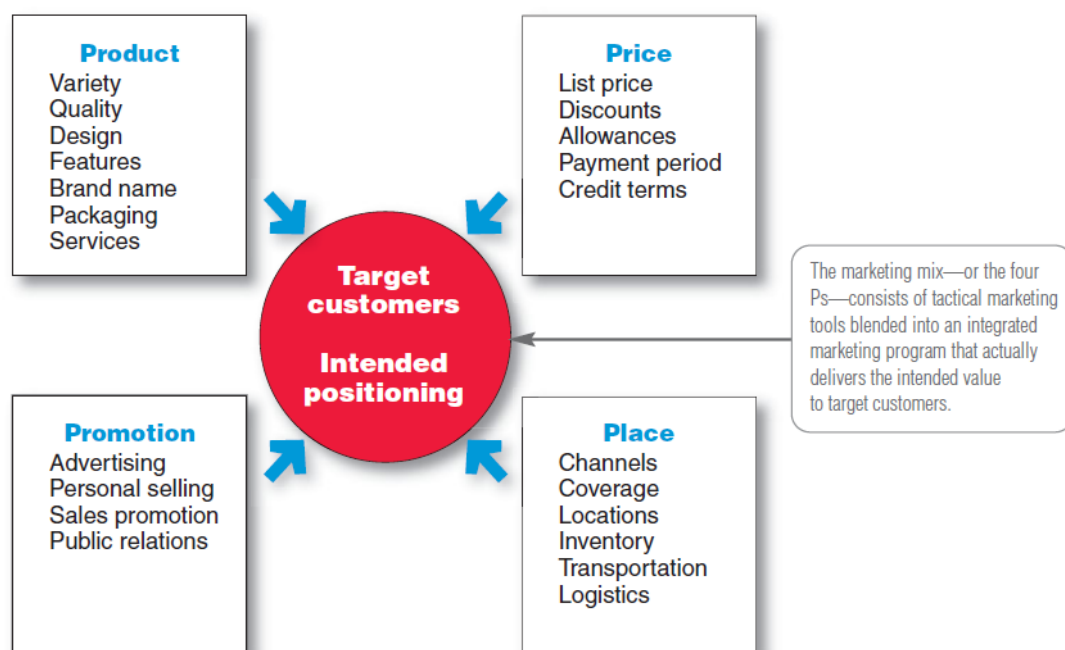 Product
Variety
Quality
Design
Features
Brand name
Packaging
Services
Price
List price
Discounts
Allowances
Payment period
Credit terms
Target
customers
Intended
positioning
The marketing mix—or the four
Ps—consists of tactical marketing
tools blended into an integrated
marketing program that actually
delivers the intended value
to target customers.
Promotion
Advertising
Personal selling
Sales promotion
Public relations
Place
Channels
Coverage
Locations
Inventory
Transportation
Logistics